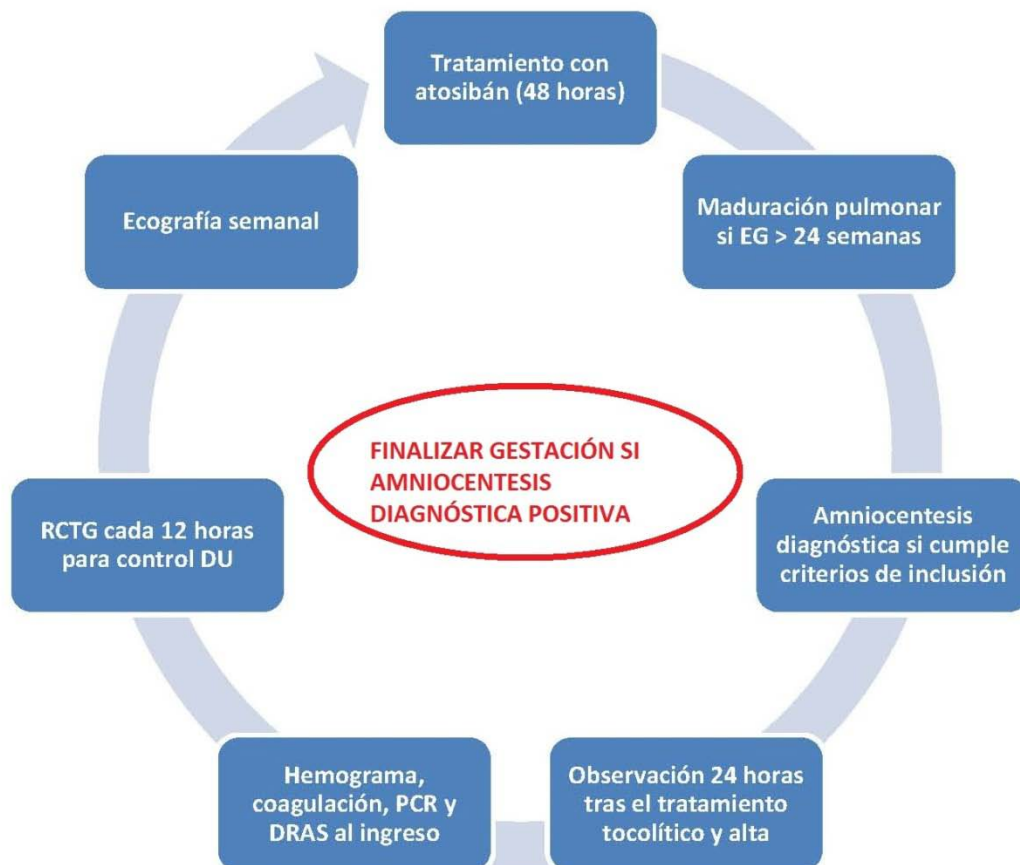 Tratamiento con
atosibán (48 horas)
Maduración pulmonar
si EG > 24 semanas
Amniocentesis
diagnóstica si cumple
criterios de inclusión
Observación 24 horas
tras el tratamiento
tocolítico y alta
Hemograma,
coagulación, PCR y
DRAS al ingreso
RCTG cada 12 horas
para control DU
Ecografía semanal
FINALIZAR GESTACIÓN SI
AMNIOCENTESIS
DIAGNÓSTICA POSITIVA